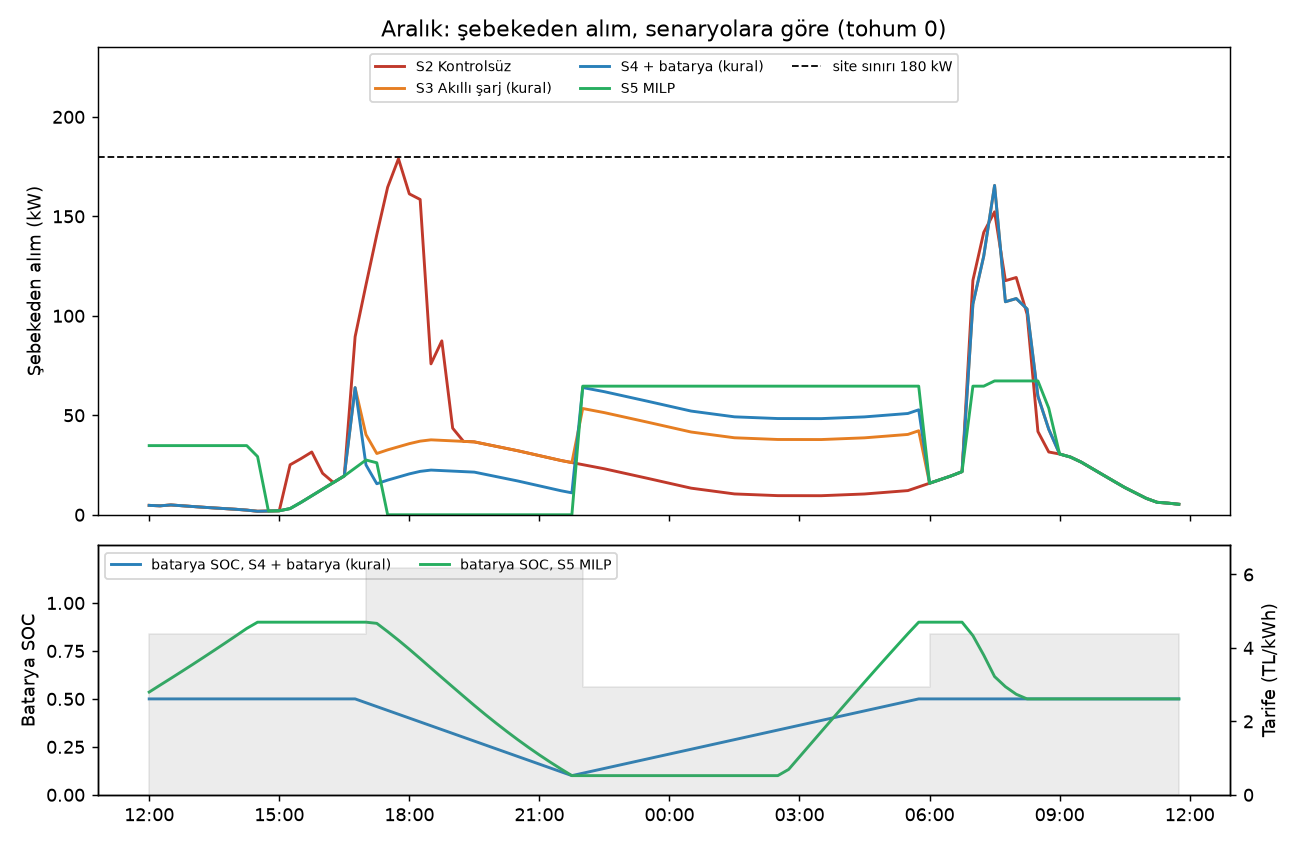 Aralık: şebekeden alım, senaryolara göre (tohum 0)
S2 Kontrolsüz
S3 Akıllı şarj (kural)
S4 + batarya (kural)
S5 MILP
site sınırı 180 kW
Şebekeden alım (kW)
200
150
100
50
0
batarya SOC, S4 + batarya (kural)
batarya SOC, S5 MILP
Batarya SOC
1.00
0.75
0.50
0.25
0.00
6
4
2
0
Tarife (TL/kWh)
12:00 15:00 18:00 21:00 00:00 03:00 06:00 09:00 12:00